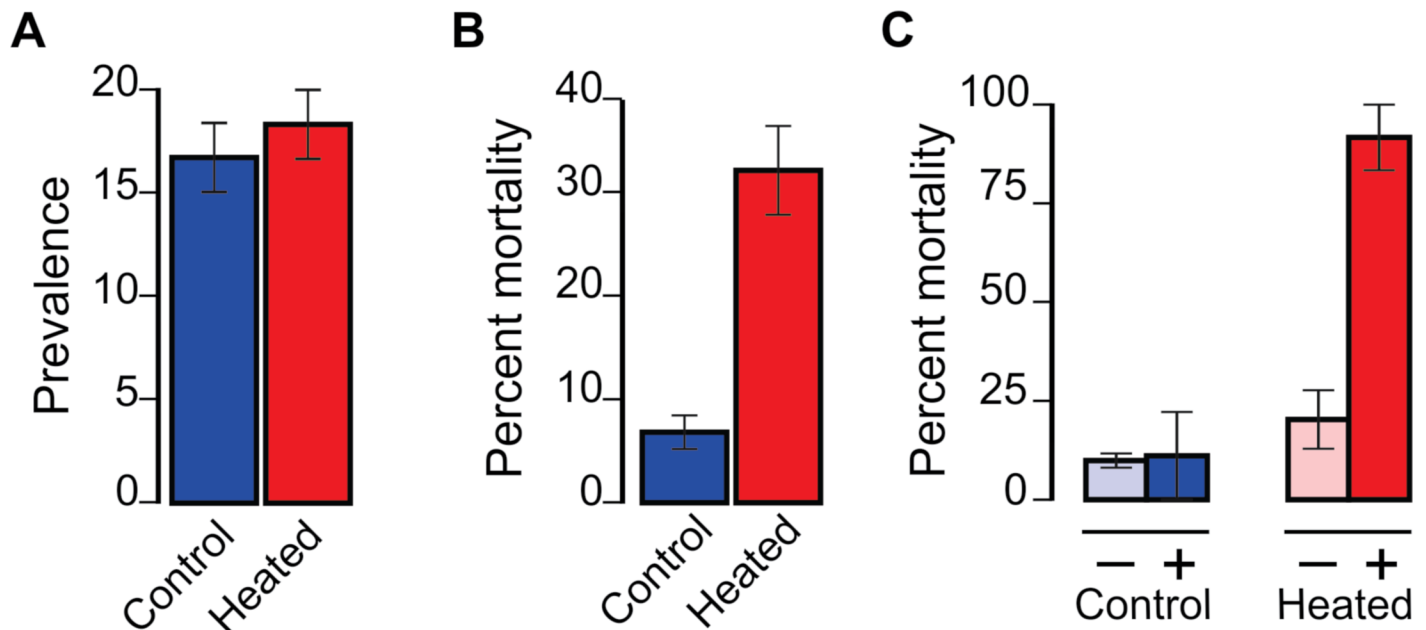 A
Prevalence
20
15
10
5
0
Control
Heated
B
Percent mortality
40
30
20
10
0
Control
Heated
C
Percent mortality
100
75
50
25
0
— +
Control
— +
Heated